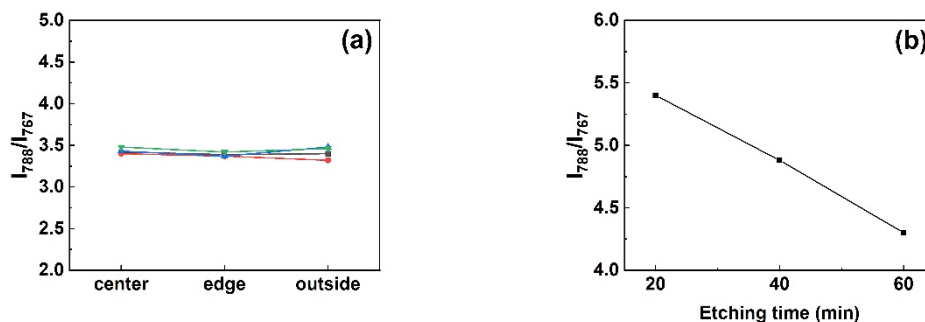 (a)
I788/I767
5.0
4.5
4.0
3.5
3.0
2.5
2.0
center edge outside
(b)
I788/I767
6.0
5.5
5.0
4.5
4.0
20 40 60
Etching time (min)